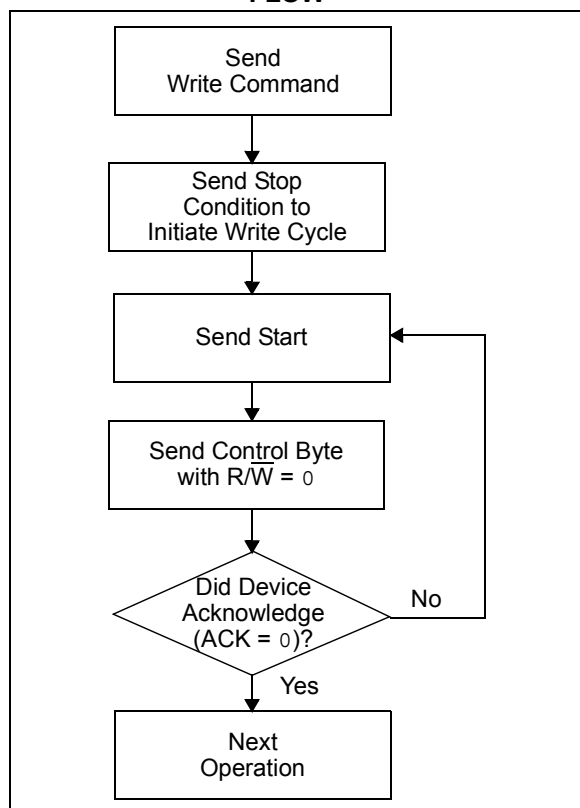 Send
Write Command
Send Stop
Condition to
Initiate Write Cycle
Send Start
Send Control Byte
with R/W̅ = 0
Did Device
Acknowledge
(ACK = 0)?
No
Yes
Next
Operation